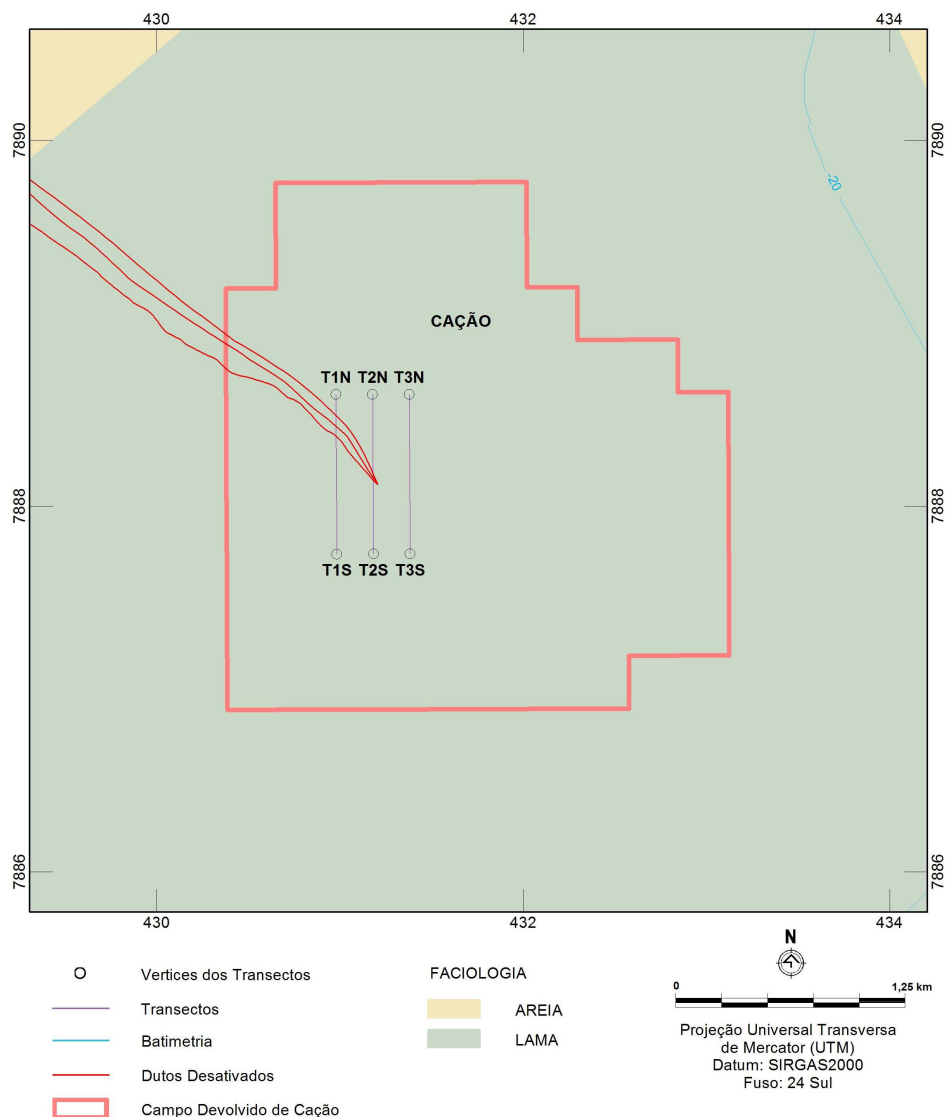 430 432 434
7890 7890
-20
CAÇÃO
T1N T2N T3N
7888 7888
T1S T2S T3S
7886 7886
430 432 434
Vertices dos Transectos
Transectos
Batimetria
Dutos Desativados
Campo Devolvido de Cação
FACIOLOGIA
AREIA
LAMA
N
0 1,25 km
Projeção Universal Transversa
de Mercator (UTM)
Datum: SIRGAS2000
Fuso: 24 Sul